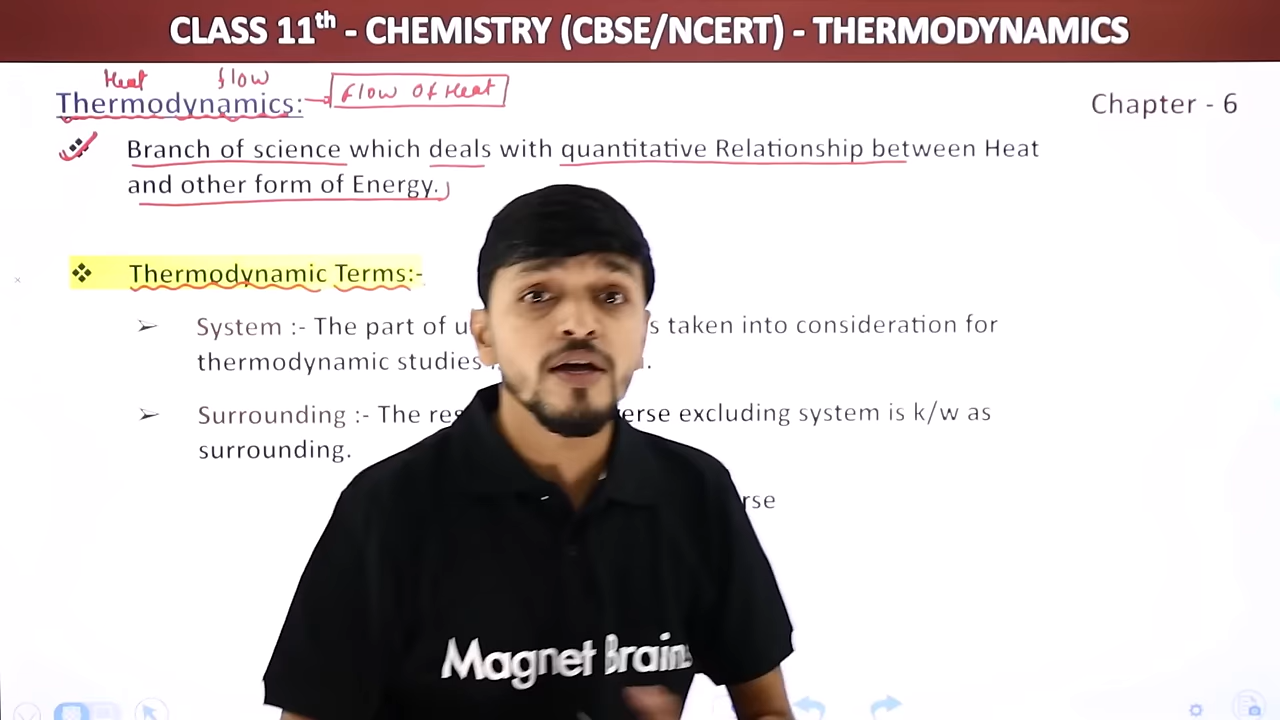 CLASS 11th - CHEMISTRY (CBSE/NCERT) - THERMODYNAMICS
Heat flow
Thermodynamics: flow of Heat
Chapter - 6
Branch of science which deals with quantitative Relationship between Heat
and other form of Energy.
Thermodynamic Terms:-
System :- The part of u s taken into consideration for
thermodynamic studies .
Surrounding :- The res erse excluding system is k/w as
surrounding.
rse
Magnet Brains